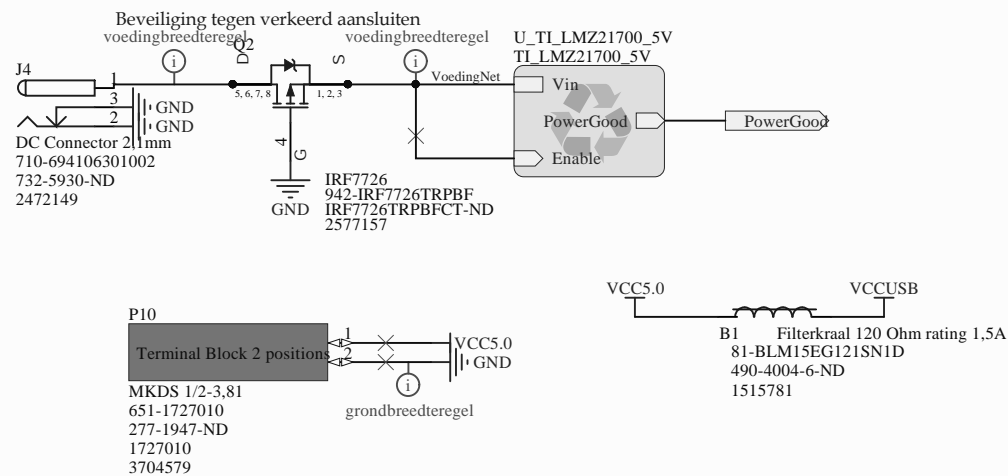 Beveiliging tegen verkeerd aansluiten
voedingbreedteregel
i
D
Q2
S
voedingbreedteregel
i
U_TI_LMZ21700_5V
TI_LMZ21700_5V
J4
1
3
2
GND
GND
5, 6, 7, 8
1, 2, 3
VoedingNet
Vin
PowerGood
PowerGood
Enable
4
G
GND
DC Connector 2,1mm
710-694106301002
732-5930-ND
2472149
IRF7726
942-IRF7726TRPBF
IRF7726TRPBFCT-ND
2577157
P10
Terminal Block 2 positions
1
2
VCC5.0
GND
i
grondbreedteregel
MKDS 1/2-3,81
651-1727010
277-1947-ND
1727010
3704579
VCC5.0
VCCUSB
B1
Filterkraal 120 Ohm rating 1,5A
81-BLM15EG121SN1D
490-4004-6-ND
1515781